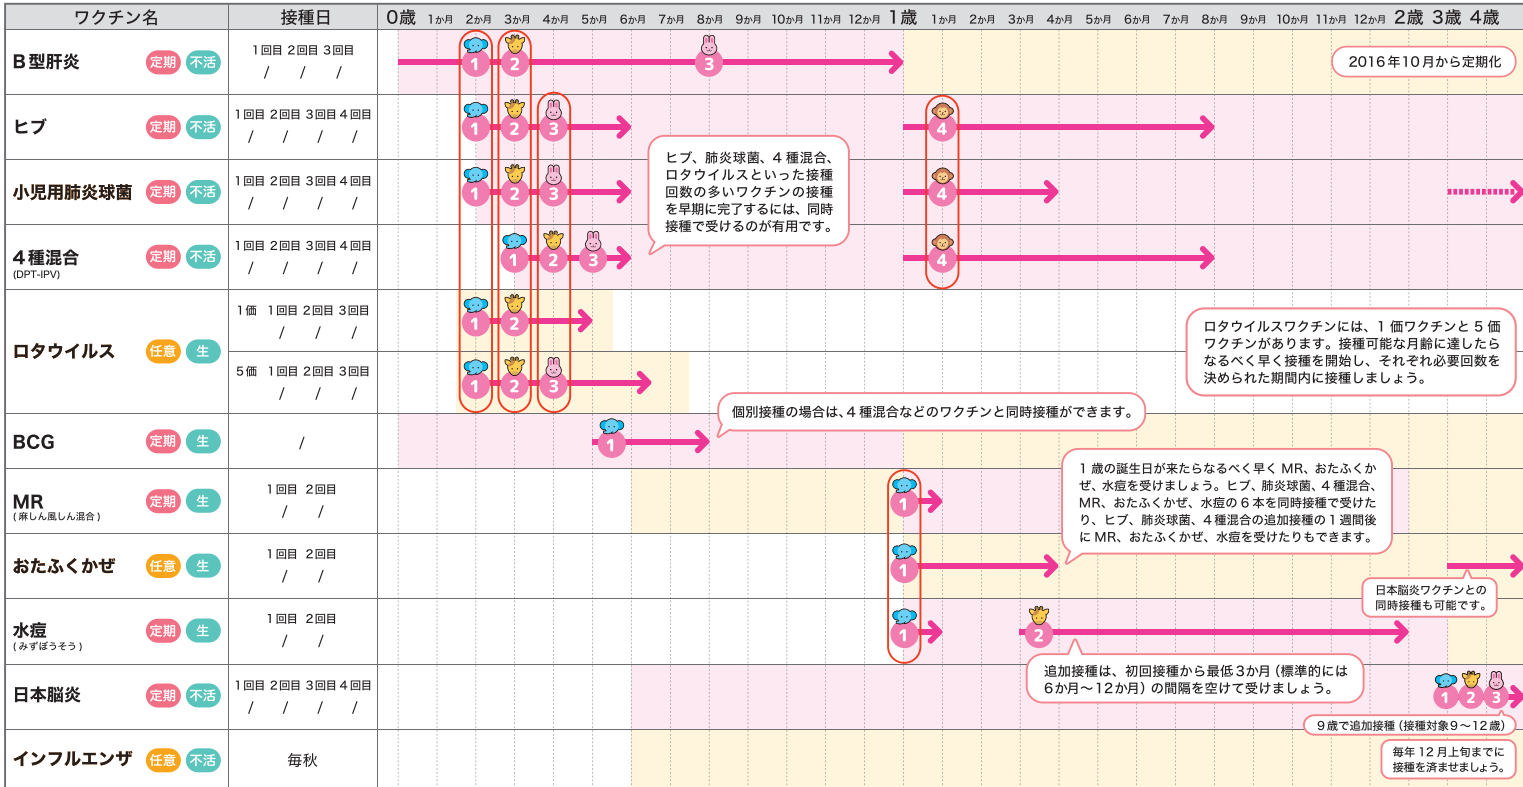 ワクチン名 接種日 0歳 1か月 2か月 3か月 4か月 5か月 6か月 7か月 8か月 9か月 10か月 11か月 12か月 1歳 1か月 2か月 3か月 4か月 5か月 6か月 7か月 8か月 9か月 10か月 11か月 12か月 2歳 3歳 4歳
B型肝炎 定期 不活
1回目 2回目 3回目
/ / /
1 2 3
2016年10月から定期化
ヒブ 定期 不活
1回目 2回目 3回目 4回目
/ / / /
1 2 3 4
ヒブ、肺炎球菌、4種混合、
ロタウイルスといった接種
回数の多いワクチンの接種
を早期に完了するには、同時
接種で受けるのが有用です。
小児用肺炎球菌 定期 不活
1回目 2回目 3回目 4回目
/ / / /
1 2 3 4
4種混合 定期 不活
(DPT-IPV)
1回目 2回目 3回目 4回目
/ / / /
1 2 3 4
ロタウイルス 任意 生
1価 1回目 2回目 3回目
/ / /
1 2
5価 1回目 2回目 3回目
/ / /
1 2 3
ロタウイルスワクチンには、1価ワクチンと5価
ワクチンがあります。接種可能な月齢に達したら
なるべく早く接種を開始し、それぞれ必要回数を
決められた期間内に接種しましょう。
BCG 定期 生
/
1
個別接種の場合は、4種混合などのワクチンと同時接種ができます。
MR 定期 生
(麻しん風しん混合)
1回目 2回目
/ /
1
1歳の誕生日が来たらなるべく早くMR、おたふくか
ぜ、水痘を受けましょう。ヒブ、肺炎球菌、4種混合、
MR、おたふくかぜ、水痘の6本を同時接種で受けた
り、ヒブ、肺炎球菌、4種混合の追加接種の1週間後
にMR、おたふくかぜ、水痘を受けたりもできます。
おたふくかぜ 任意 生
1回目 2回目
/ /
1
日本脳炎ワクチンとの
同時接種も可能です。
水痘 定期 生
(みずぼうそう)
1回目 2回目
/ /
1 2
追加接種は、初回接種から最低3か月(標準的には
6か月〜12か月)の間隔を空けて受けましょう。
日本脳炎 定期 不活
1回目 2回目 3回目 4回目
/ / / /
1 2 3
9歳で追加接種(接種対象9〜12歳)
インフルエンザ 任意 不活
毎秋
毎年12月上旬までに
接種を済ませましょう。